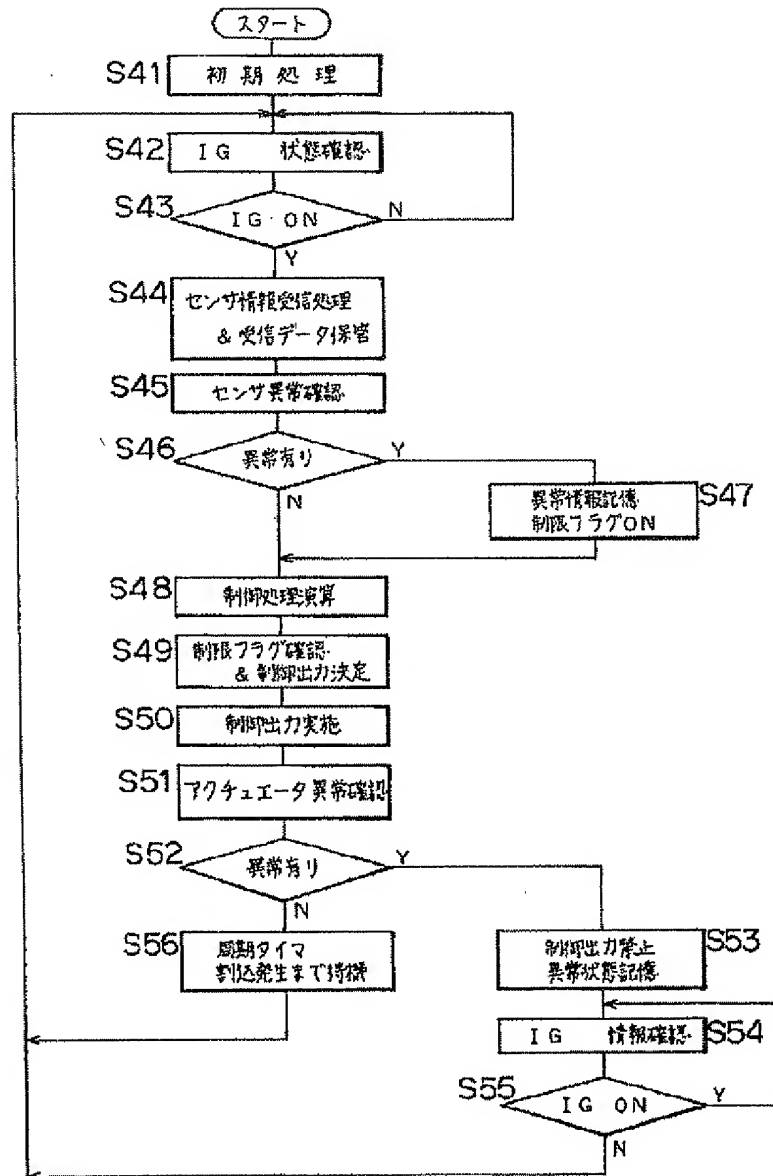 スタート
S41
初期処理
S42
IG 状態確認
S43
IG ON
N
Y
S44
センサ情報受信処理
& 受信データ保管
S45
センサ異常確認
S46
異常有り
Y
N
S47
異常情報記憶
制限フラグON
S48
制御処理演算
S49
制限フラグ確認
& 制御出力決定
S50
制御出力実施
S51
アクチュエータ異常確認
S52
異常有り
Y
N
S56
周期タイマ
割込発生まで待機
S53
制御出力禁止
異常状態記憶
S54
IG 情報確認
S55
IG ON
Y
N